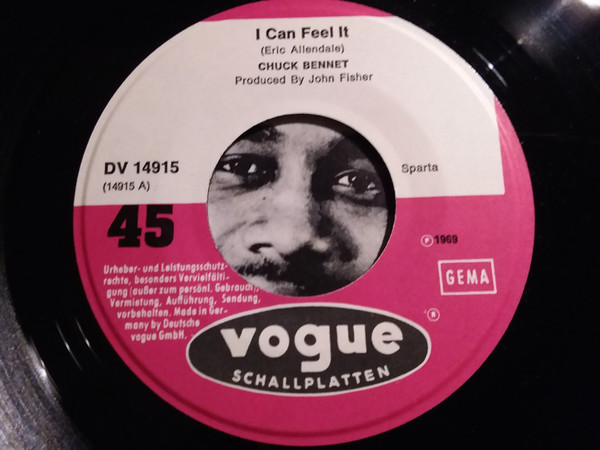 I Can Feel It
(Eric Allendale)
CHUCK BENNET
Produced By John Fisher
DV 14915
(14915 A)
Sparta
45
℗ 1969
GEMA
Urheber- und Leistungsschutz-
rechte, besonders Vervielfälti-
gung (außer zum persönl. Gebrauch),
Vermietung, Aufführung, Sendung,
vorbehalten. Made in Ger-
many by Deutsche
vogue GmbH.
®
vogue
SCHALLPLATTEN